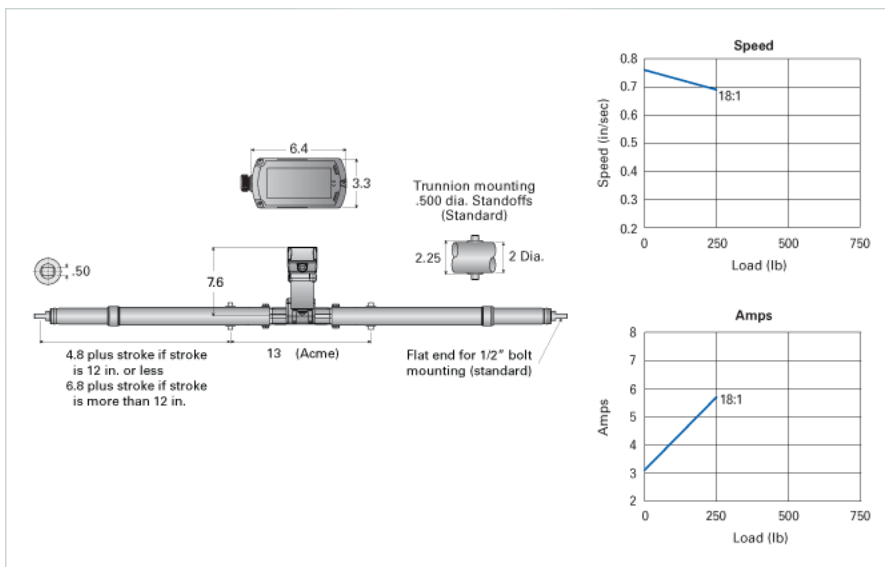 6.4
3.3
Trunnion mounting
.500 dia. Standoffs
(Standard)
2.25
2 Dia.
.50
7.6
4.8 plus stroke if stroke
is 12 in. or less
6.8 plus stroke if stroke
is more than 12 in.
13 (Acme)
Flat end for 1/2" bolt
mounting (standard)
Speed
0.8
0.7
0.6
0.5
0.4
0.3
0.2
Speed (in/sec)
18:1
0 250 500 750
Load (lb)
Amps
8
7
6
5
4
3
2
Amps
18:1
0 250 500 750
Load (lb)